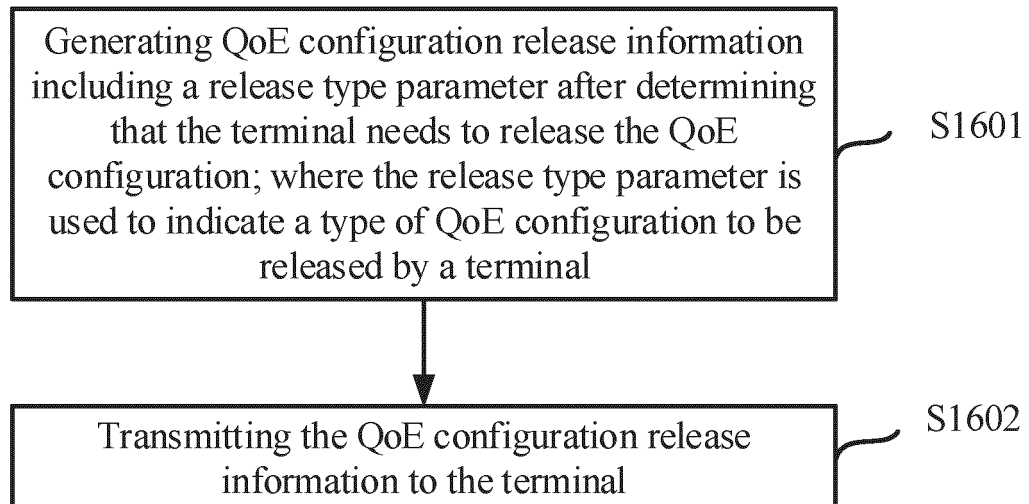 Generating QoE configuration release information
including a release type parameter after determining
that the terminal needs to release the QoE
configuration; where the release type parameter is
used to indicate a type of QoE configuration to be
released by a terminal
S1601
Transmitting the QoE configuration release
information to the terminal
S1602